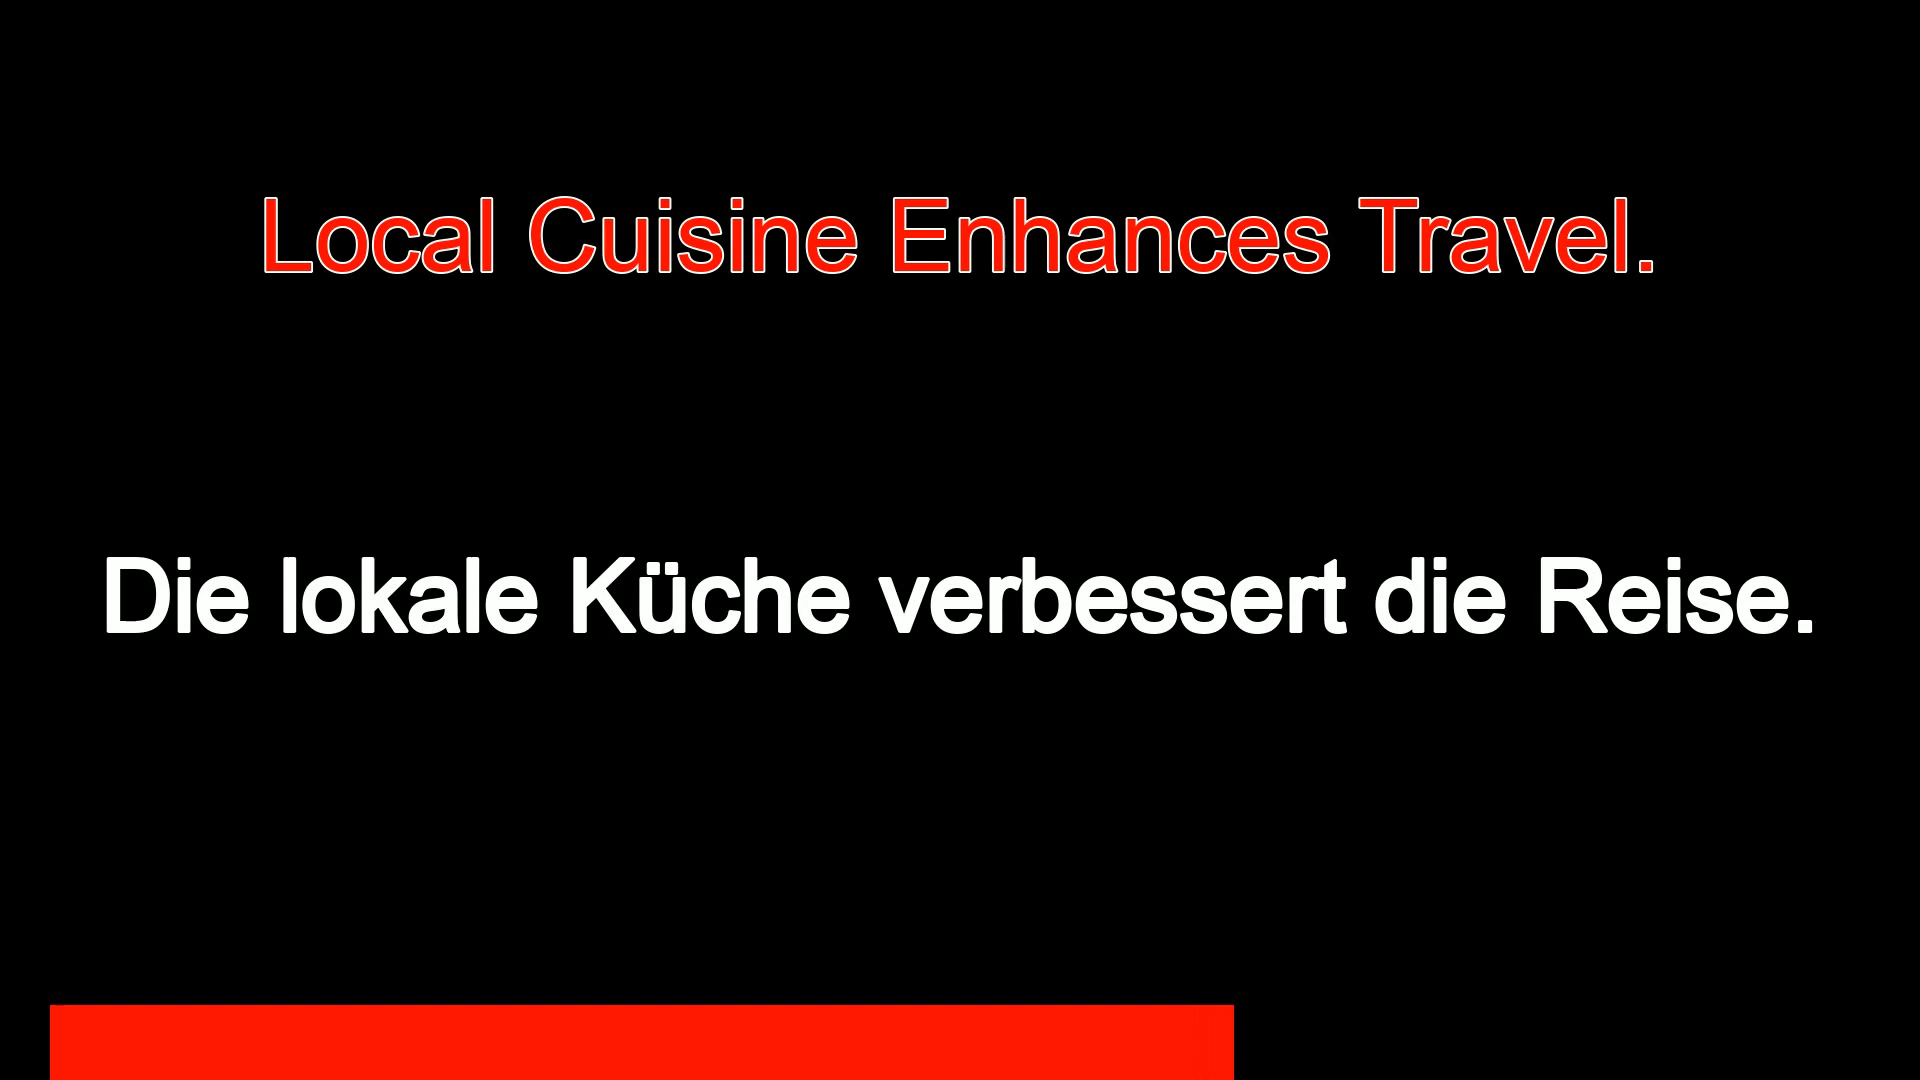 Local Cuisine Enhances Travel.
Die lokale Küche verbessert die Reise.